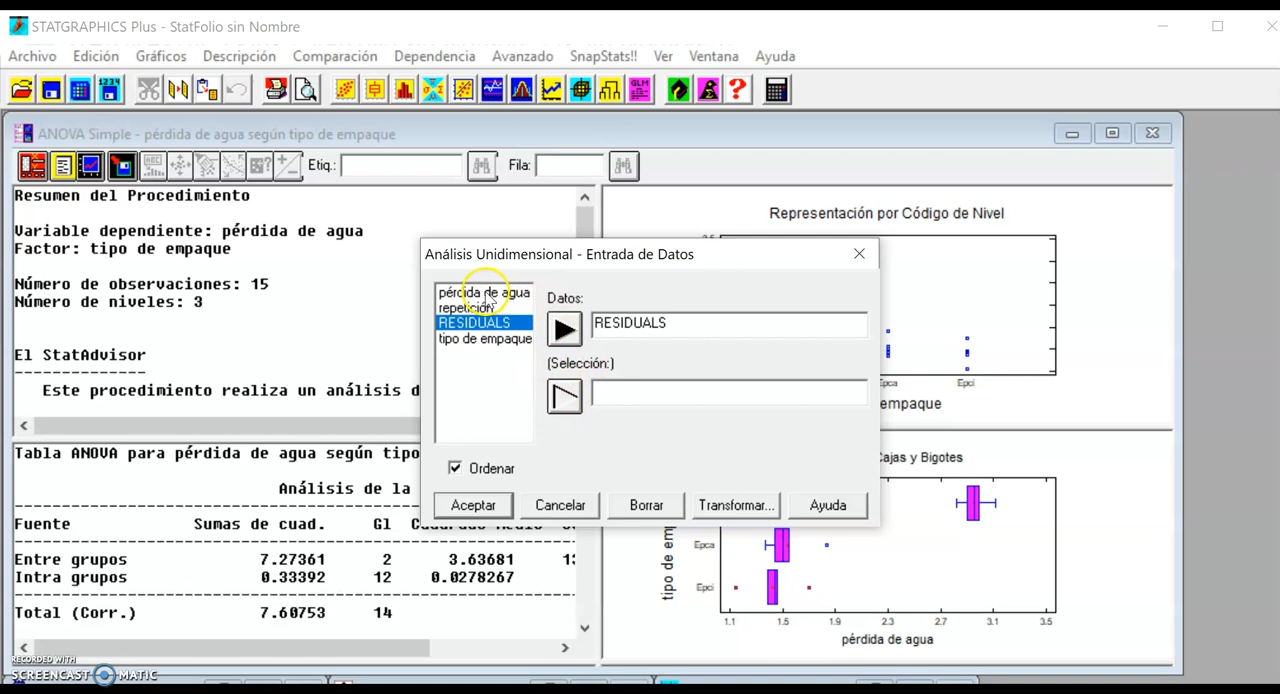 STATGRAPHICS Plus - StatFolio sin Nombre
Archivo Edición Gráficos Descripción Comparación Dependencia Avanzado SnapStats!! Ver Ventana Ayuda
1234
GLM
ANOVA Simple - pérdida de agua según tipo de empaque
Etiq.: Fila:
Resumen del Procedimiento
Variable dependiente: pérdida de agua
Factor: tipo de empaque
Número de observaciones: 15
Número de niveles: 3
El StatAdvisor
Este procedimiento realiza un análisis d
Representación por Código de Nivel
Epca Epci
empaque
Análisis Unidimensional - Entrada de Datos
pérdida de agua
repetición
RESIDUALS
tipo de empaque
Datos:
RESIDUALS
(Selección:)
Ordenar
Aceptar Cancelar Borrar Transformar... Ayuda
Tabla ANOVA para pérdida de agua según tipo
Análisis de la
Fuente Sumas de cuad. Gl
Entre grupos 7.27361 2 3.63681
Intra grupos 0.33392 12 0.0278267
Total (Corr.) 7.60753 14
Cajas y Bigotes
tipo de em
Epca
Epci
1.1 1.5 1.9 2.3 2.7 3.1 3.5
pérdida de agua
RECORDED WITH
SCREENCAST MATIC